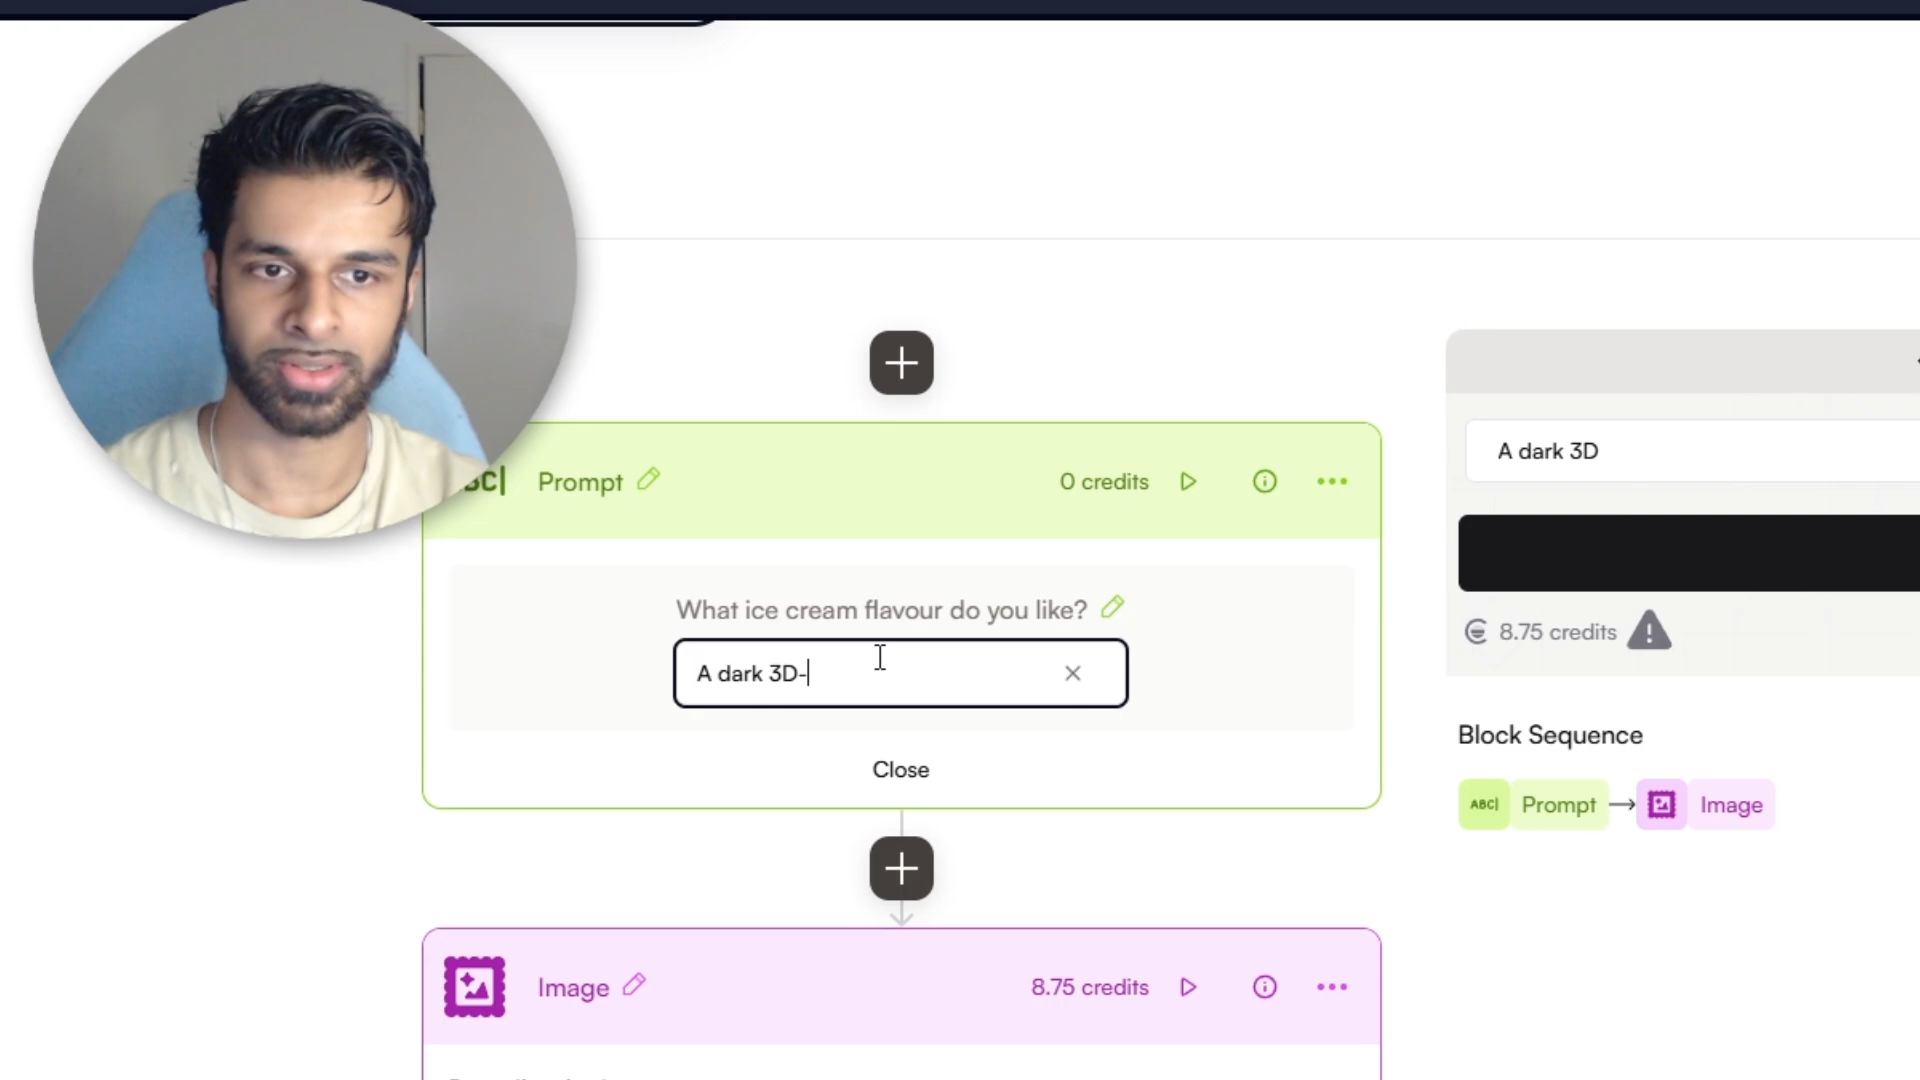 Prompt
0 credits
What ice cream flavour do you like?
A dark 3D-
Close
Image
8.75 credits
A dark 3D
8.75 credits
Block Sequence
ABC| Prompt → Image